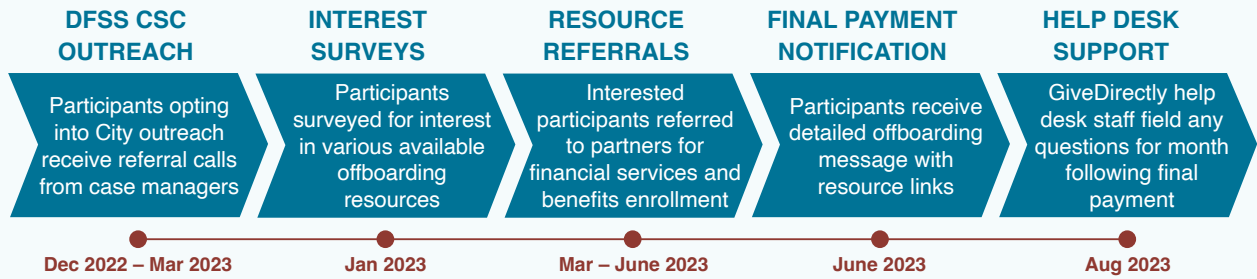 DFSS CSC
OUTREACH
Participants opting
into City outreach
receive referral calls
from case managers
Dec 2022 – Mar 2023
INTEREST
SURVEYS
Participants
surveyed for interest
in various available
offboarding
resources
Jan 2023
RESOURCE
REFERRALS
Interested
participants referred
to partners for
financial services and
benefits enrollment
Mar – June 2023
FINAL PAYMENT
NOTIFICATION
Participants receive
detailed offboarding
message with
resource links
June 2023
HELP DESK
SUPPORT
GiveDirectly help
desk staff field any
questions for month
following final
payment
Aug 2023